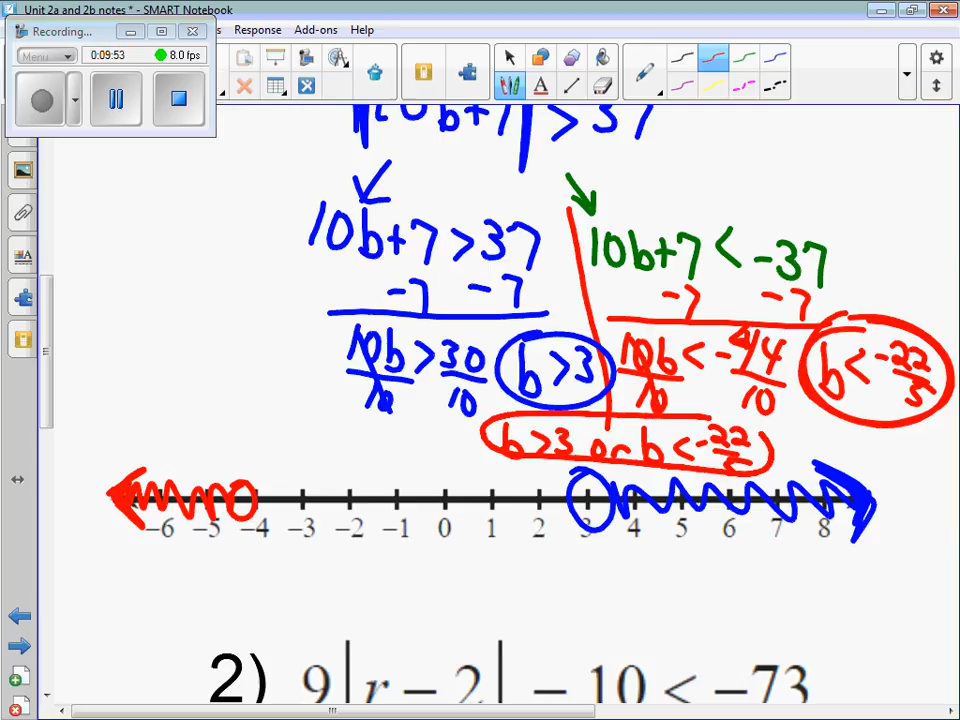 Unit 2a and 2b notes * - SMART Notebook
Recording...
Response Add-ons Help
Menu 0:09:53 8.0 fps
|10b+7| > 37
10b+7 > 37
10b+7 < -37
-7 -7
-7 -7
10b > 30
b > 3
10b < -44
b < -22/5
10 10
10 10
b > 3 or b < -22/5
-6 -5 -4 -3 -2 -1 0 1 2 3 4 5 6 7 8
2) 9|r − 2| − 10 < −73